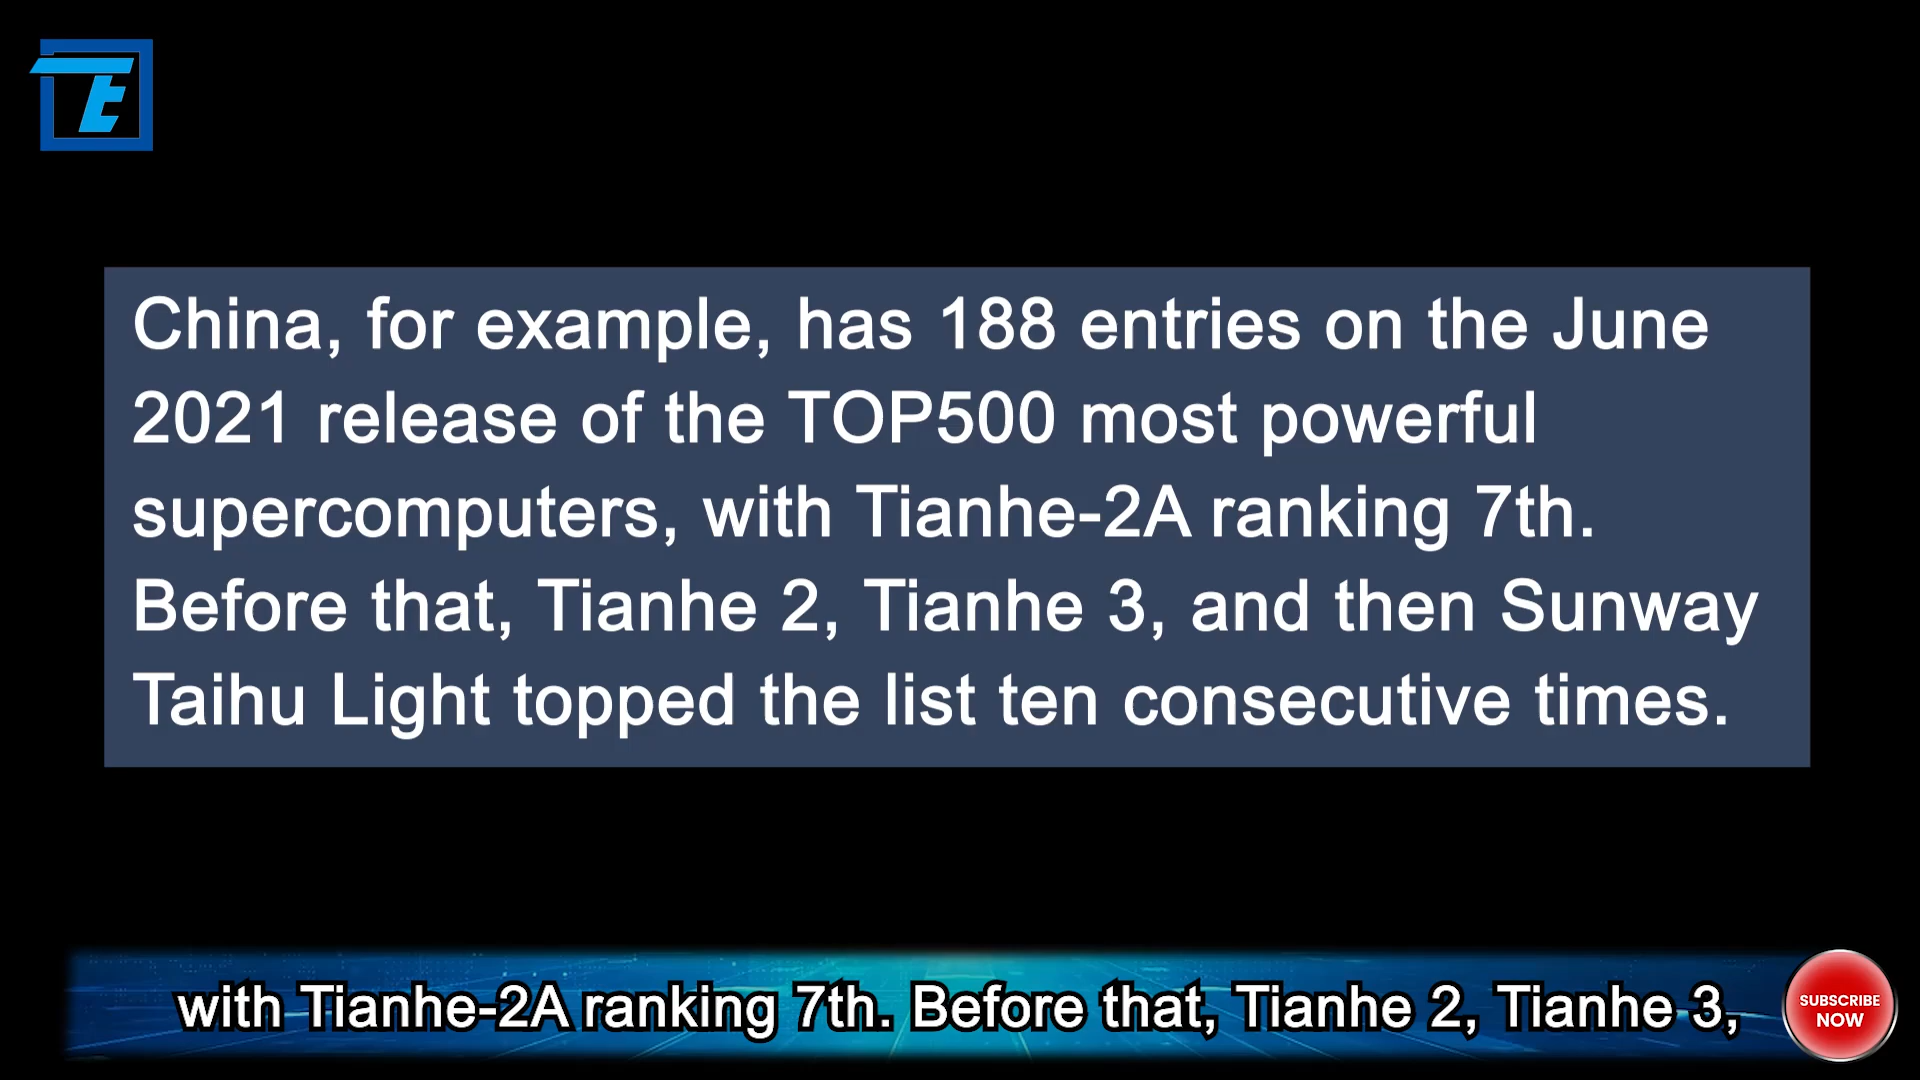 TE
China, for example, has 188 entries on the June
2021 release of the TOP500 most powerful
supercomputers, with Tianhe-2A ranking 7th.
Before that, Tianhe 2, Tianhe 3, and then Sunway
Taihu Light topped the list ten consecutive times.
with Tianhe-2A ranking 7th. Before that, Tianhe 2, Tianhe 3,
SUBSCRIBE
NOW